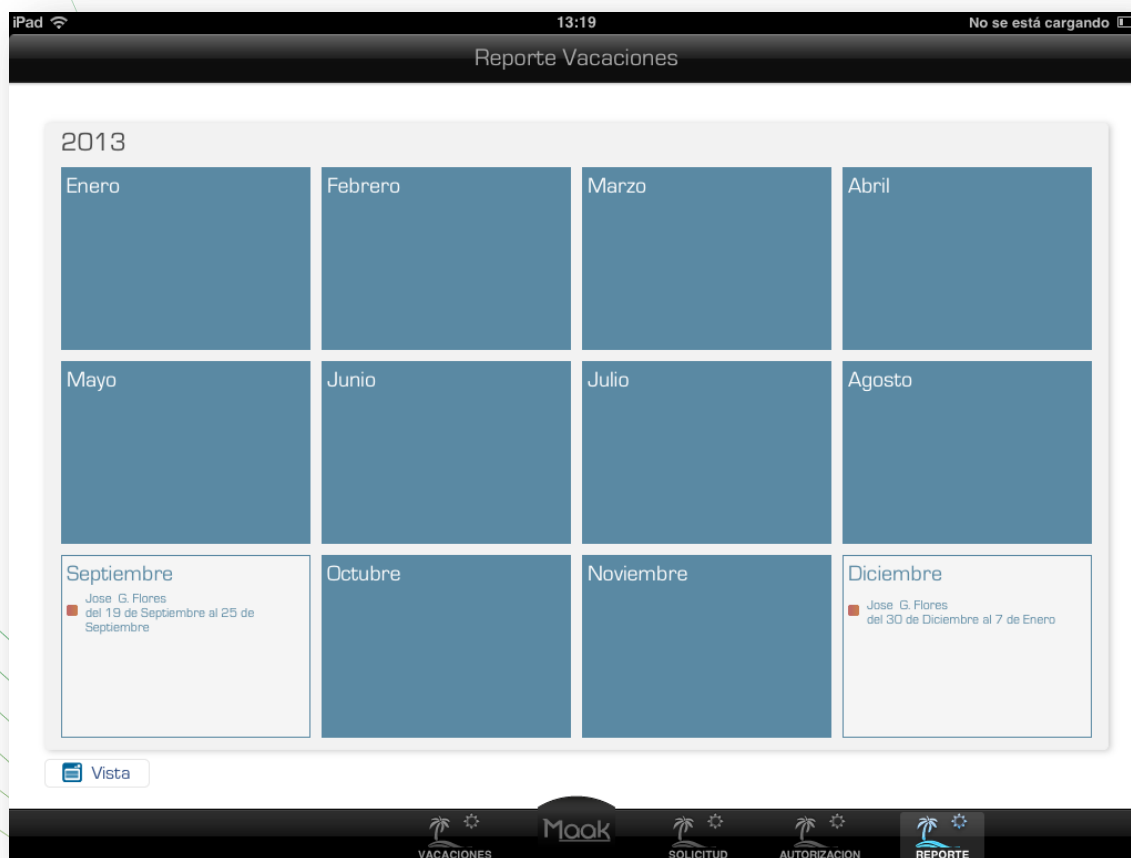 iPad 13:19 No se está cargando
Reporte Vacaciones
2013
Enero Febrero Marzo Abril
Mayo Junio Julio Agosto
Septiembre Octubre Noviembre Diciembre
Jose G. Flores
del 19 de Septiembre al 25 de
Septiembre
Jose G. Flores
del 30 de Diciembre al 7 de Enero
Vista
VACACIONES Maak SOLICITUD AUTORIZACION REPORTE